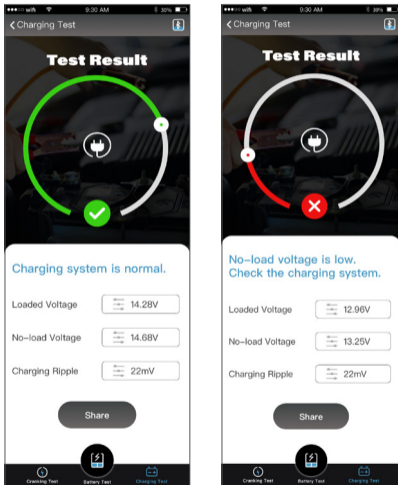 wifi 9:30 AM 30%
Charging Test
Test Result
Charging system is normal.
Loaded Voltage 14.28V
No-load Voltage 14.68V
Charging Ripple 22mV
Share
Cranking Test Battery Test Charging Test
wifi 9:30 AM 30%
Charging Test
Test Result
No-load voltage is low.
Check the charging system.
Loaded Voltage 12.96V
No-load Voltage 13.25V
Charging Ripple 22mV
Share
Cranking Test Battery Test Charging Test